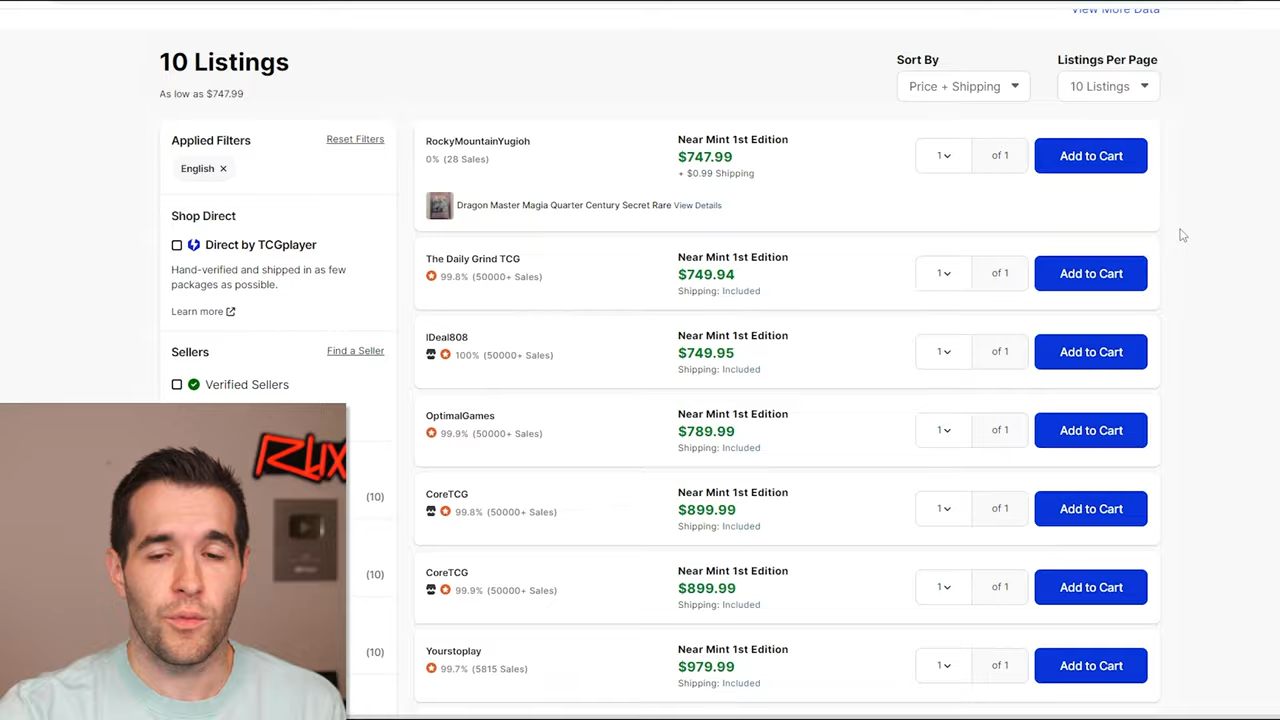 View More Data
10 Listings
As low as $747.99
Sort By
Price + Shipping
Listings Per Page
10 Listings
Applied Filters
Reset Filters
English ×
Shop Direct
Direct by TCGplayer
Hand-verified and shipped in as few
packages as possible.
Learn more
Sellers
Find a Seller
Verified Sellers
(10)
(10)
(10)
RockyMountainYugioh
0% (28 Sales)
Near Mint 1st Edition
$747.99
+ $0.99 Shipping
1 of 1
Add to Cart
Dragon Master Magia Quarter Century Secret Rare View Details
The Daily Grind TCG
99.8% (50000+ Sales)
Near Mint 1st Edition
$749.94
Shipping: Included
1 of 1
Add to Cart
IDeal808
100% (50000+ Sales)
Near Mint 1st Edition
$749.95
Shipping: Included
1 of 1
Add to Cart
OptimalGames
99.9% (50000+ Sales)
Near Mint 1st Edition
$789.99
Shipping: Included
1 of 1
Add to Cart
CoreTCG
99.8% (50000+ Sales)
Near Mint 1st Edition
$899.99
Shipping: Included
1 of 1
Add to Cart
CoreTCG
99.9% (50000+ Sales)
Near Mint 1st Edition
$899.99
Shipping: Included
1 of 1
Add to Cart
Yourstoplay
99.7% (5815 Sales)
Near Mint 1st Edition
$979.99
Shipping: Included
1 of 1
Add to Cart